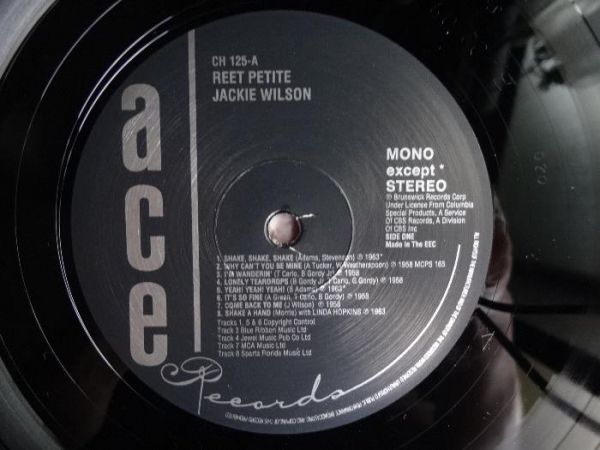 ace
Records
CH 125-A
REET PETITE
JACKIE WILSON
MONO
except *
STEREO
℗ Brunswick Records Corp
Under Licence From Columbia
Special Products, A Service
Of CBS Records, A Division
Of CBS Inc
SIDE ONE
Made in The EEC
1. SHAKE, SHAKE, SHAKE (Adams, Stevenson) ℗ 1963*
2. WHY CAN'T YOU BE MINE (A Tucker, W Weatherspoon) ℗ 1958 MCPS 165
3. I'M WANDERIN' (T Carlo, B Gordy Jr) ℗ 1958
4. LONELY TEARDROPS (B Gordy Jr, T Carlo, G Gordy) ℗ 1958
5. YEAH! YEAH! YEAH! (B Adams) ℗ 1963*
6. IT'S SO FINE (A Green, T Carlo, B Gordy) ℗ 1958
7. COME BACK TO ME (J Wilson) ℗ 1958
8. SHAKE A HAND (Morris) with LINDA HOPKINS ℗ 1963
Tracks 1, 5 & 6 Copyright Control
Track 3 Blue Ribbon Music Ltd
Track 4 Jewel Music Pub Co Ltd
Track 7 MCA Music Ltd
Track 8 Sparta Florida Music Ltd